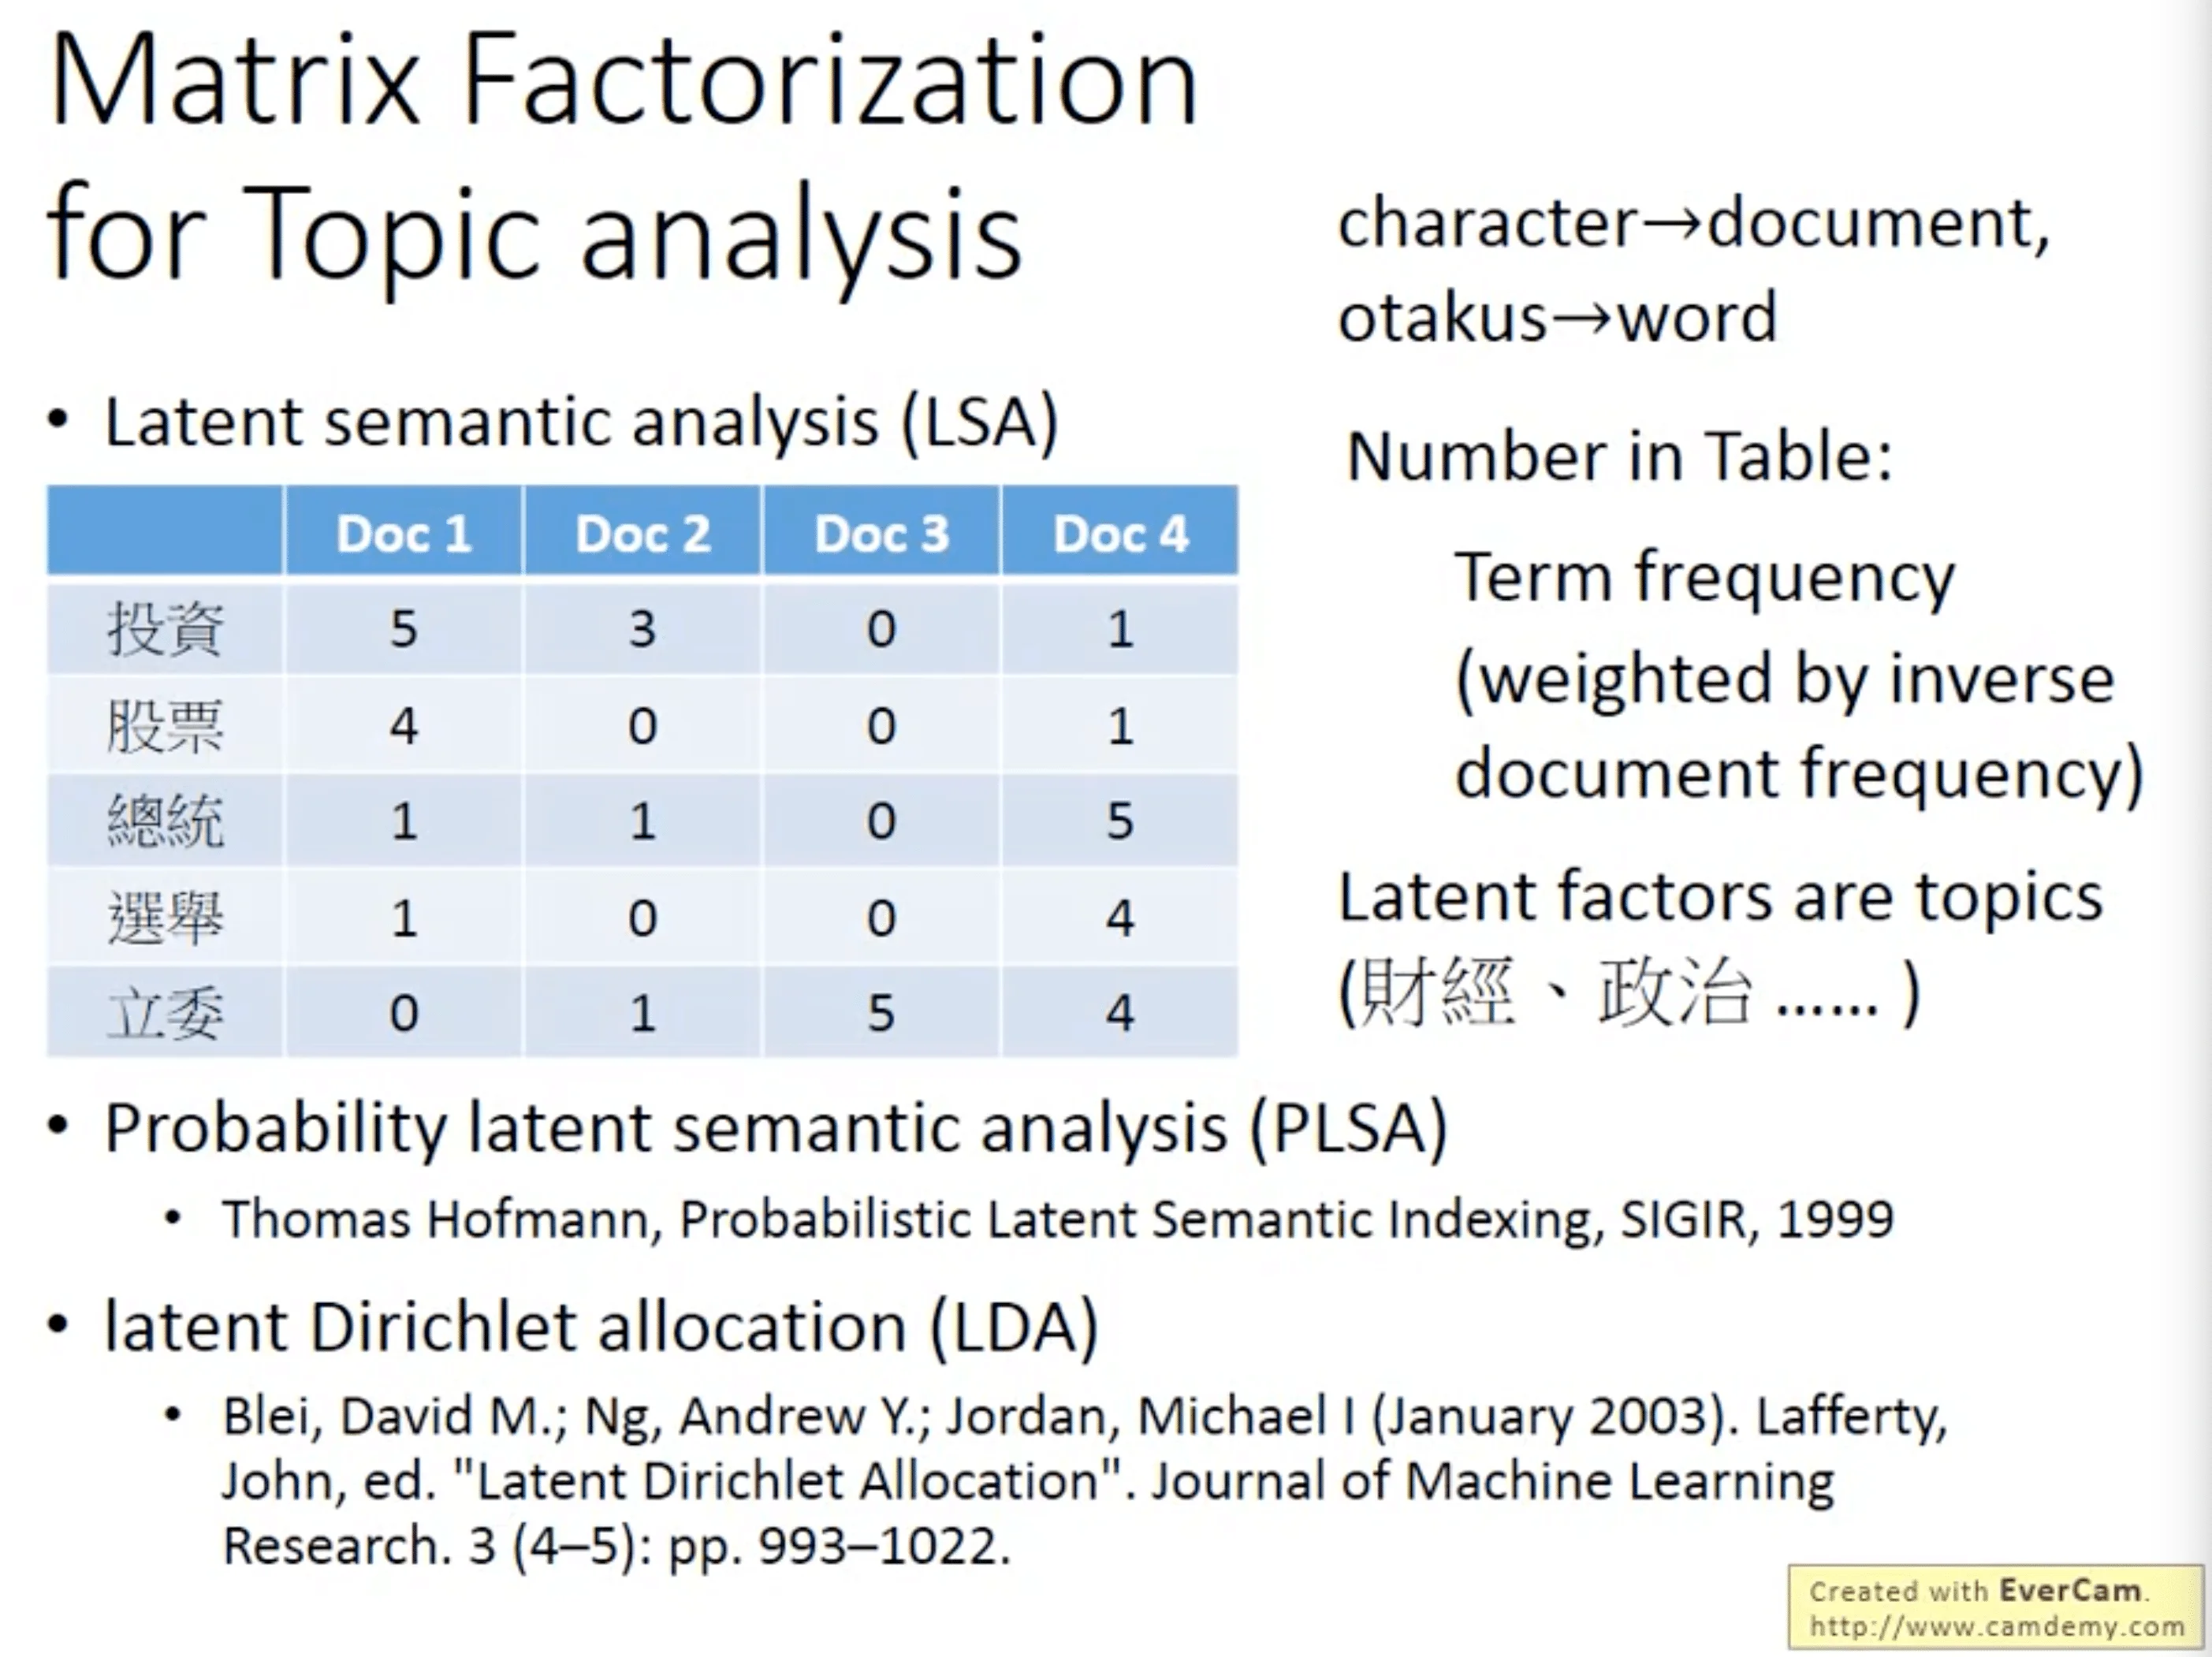 Matrix Factorization
for Topic analysis
character→document,
otakus→word
• Latent semantic analysis (LSA)
Doc 1 Doc 2 Doc 3 Doc 4
投資 5 3 0 1
股票 4 0 0 1
總統 1 1 0 5
選舉 1 0 0 4
立委 0 1 5 4
Number in Table:
Term frequency
(weighted by inverse
document frequency)
Latent factors are topics
(財經、政治 …… )
• Probability latent semantic analysis (PLSA)
• Thomas Hofmann, Probabilistic Latent Semantic Indexing, SIGIR, 1999
• latent Dirichlet allocation (LDA)
• Blei, David M.; Ng, Andrew Y.; Jordan, Michael I (January 2003). Lafferty,
John, ed. "Latent Dirichlet Allocation". Journal of Machine Learning
Research. 3 (4–5): pp. 993–1022.
Created with EverCam.
http://www.camdemy.com